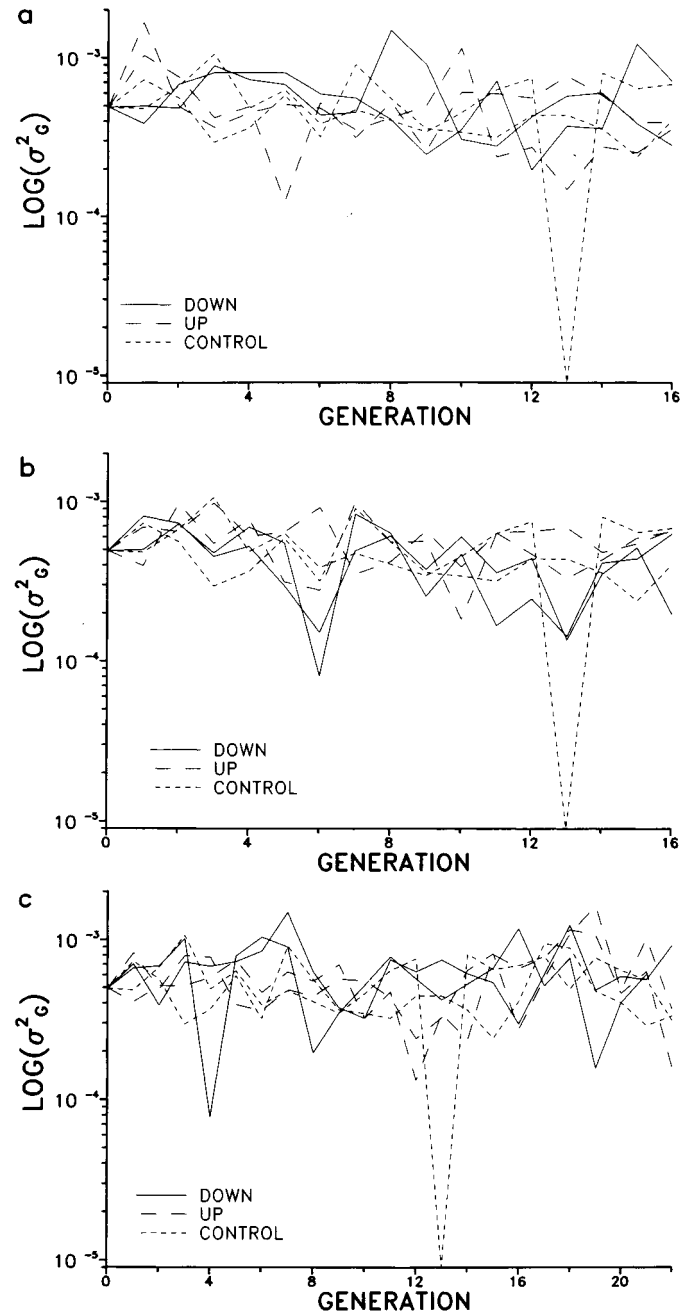 a
10⁻³
10⁻⁴
10⁻⁵
LOG(σ²G)
DOWN
UP
CONTROL
0 4 8 12 16
GENERATION
b
10⁻³
10⁻⁴
10⁻⁵
LOG(σ²G)
DOWN
UP
CONTROL
0 4 8 12 16
GENERATION
c
10⁻³
10⁻⁴
10⁻⁵
LOG(σ²G)
DOWN
UP
CONTROL
0 4 8 12 16 20
GENERATION